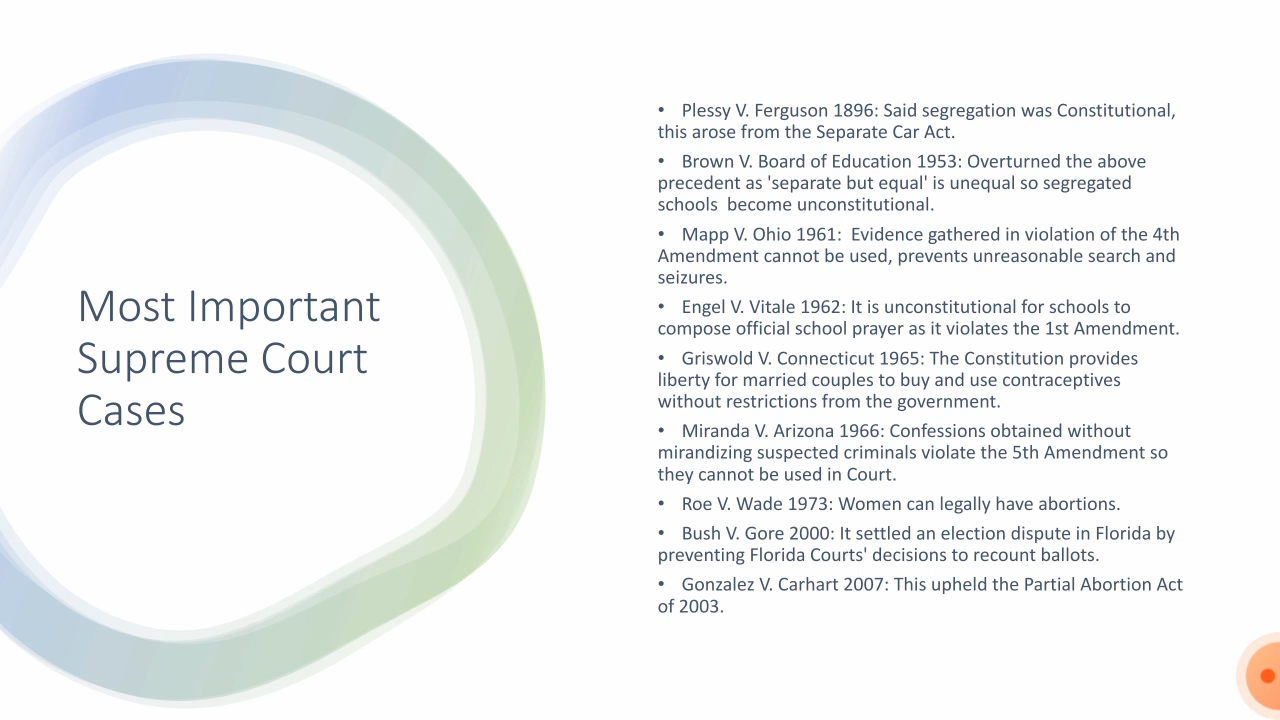 Most Important
Supreme Court
Cases
• Plessy V. Ferguson 1896: Said segregation was Constitutional,
this arose from the Separate Car Act.
• Brown V. Board of Education 1953: Overturned the above
precedent as 'separate but equal' is unequal so segregated
schools  become unconstitutional.
• Mapp V. Ohio 1961:  Evidence gathered in violation of the 4th
Amendment cannot be used, prevents unreasonable search and
seizures.
• Engel V. Vitale 1962: It is unconstitutional for schools to
compose official school prayer as it violates the 1st Amendment.
• Griswold V. Connecticut 1965: The Constitution provides
liberty for married couples to buy and use contraceptives
without restrictions from the government.
• Miranda V. Arizona 1966: Confessions obtained without
mirandizing suspected criminals violate the 5th Amendment so
they cannot be used in Court.
• Roe V. Wade 1973: Women can legally have abortions.
• Bush V. Gore 2000: It settled an election dispute in Florida by
preventing Florida Courts' decisions to recount ballots.
• Gonzalez V. Carhart 2007: This upheld the Partial Abortion Act
of 2003.